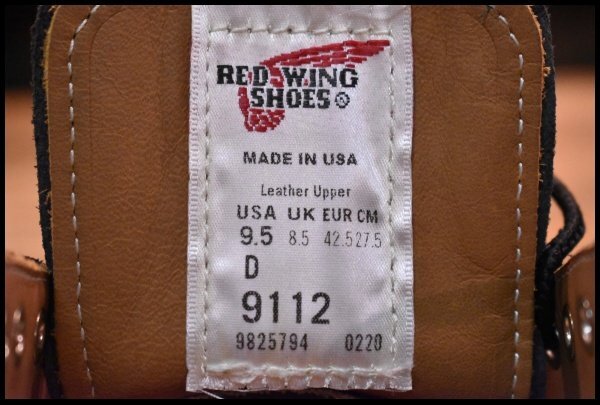 RED WING
SHOES®
MADE IN USA
Leather Upper
USA UK EUR CM
9.5 8.5 42.5 27.5
D
9112
9825794 0220